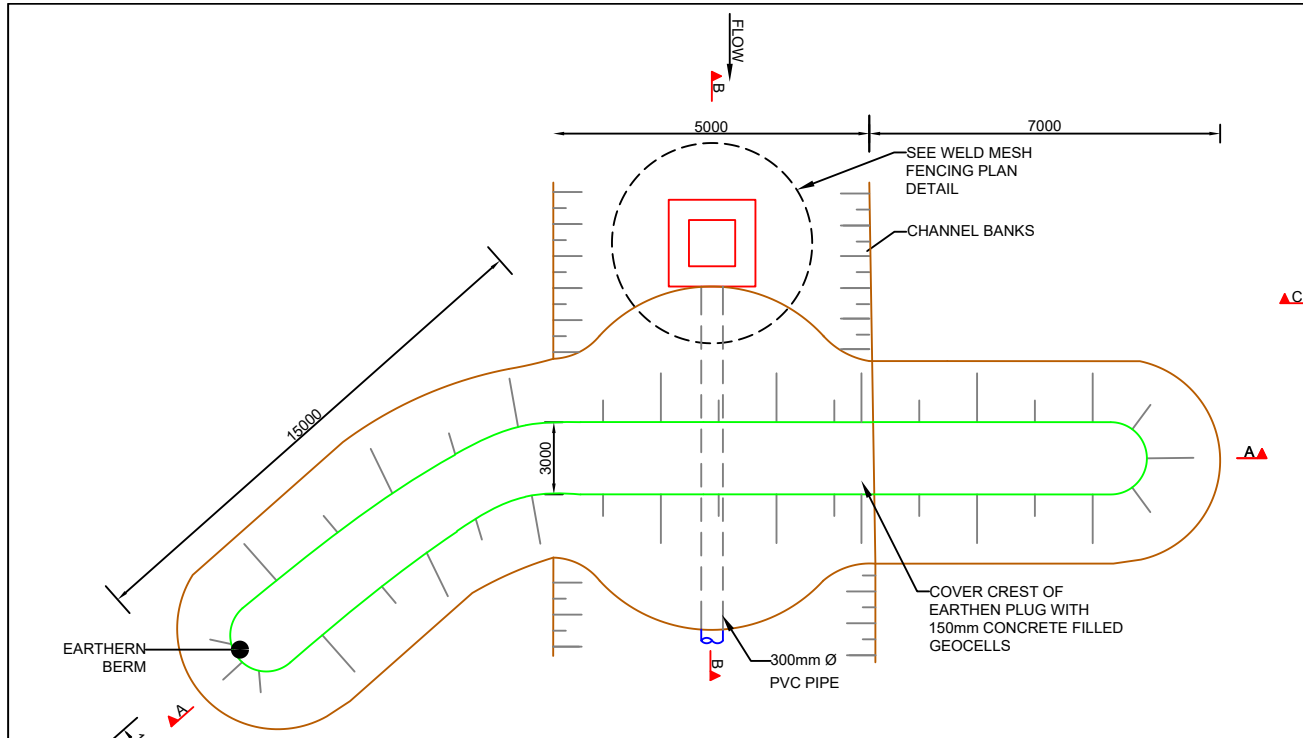 FLOW
B
5000
7000
SEE WELD MESH
FENCING PLAN
DETAIL
CHANNEL BANKS
C
15000
3000
A
COVER CREST OF
EARTHEN PLUG WITH
150mm CONCRETE FILLED
GEOCELLS
EARTHERN
BERM
B
300mm Ø
PVC PIPE
A